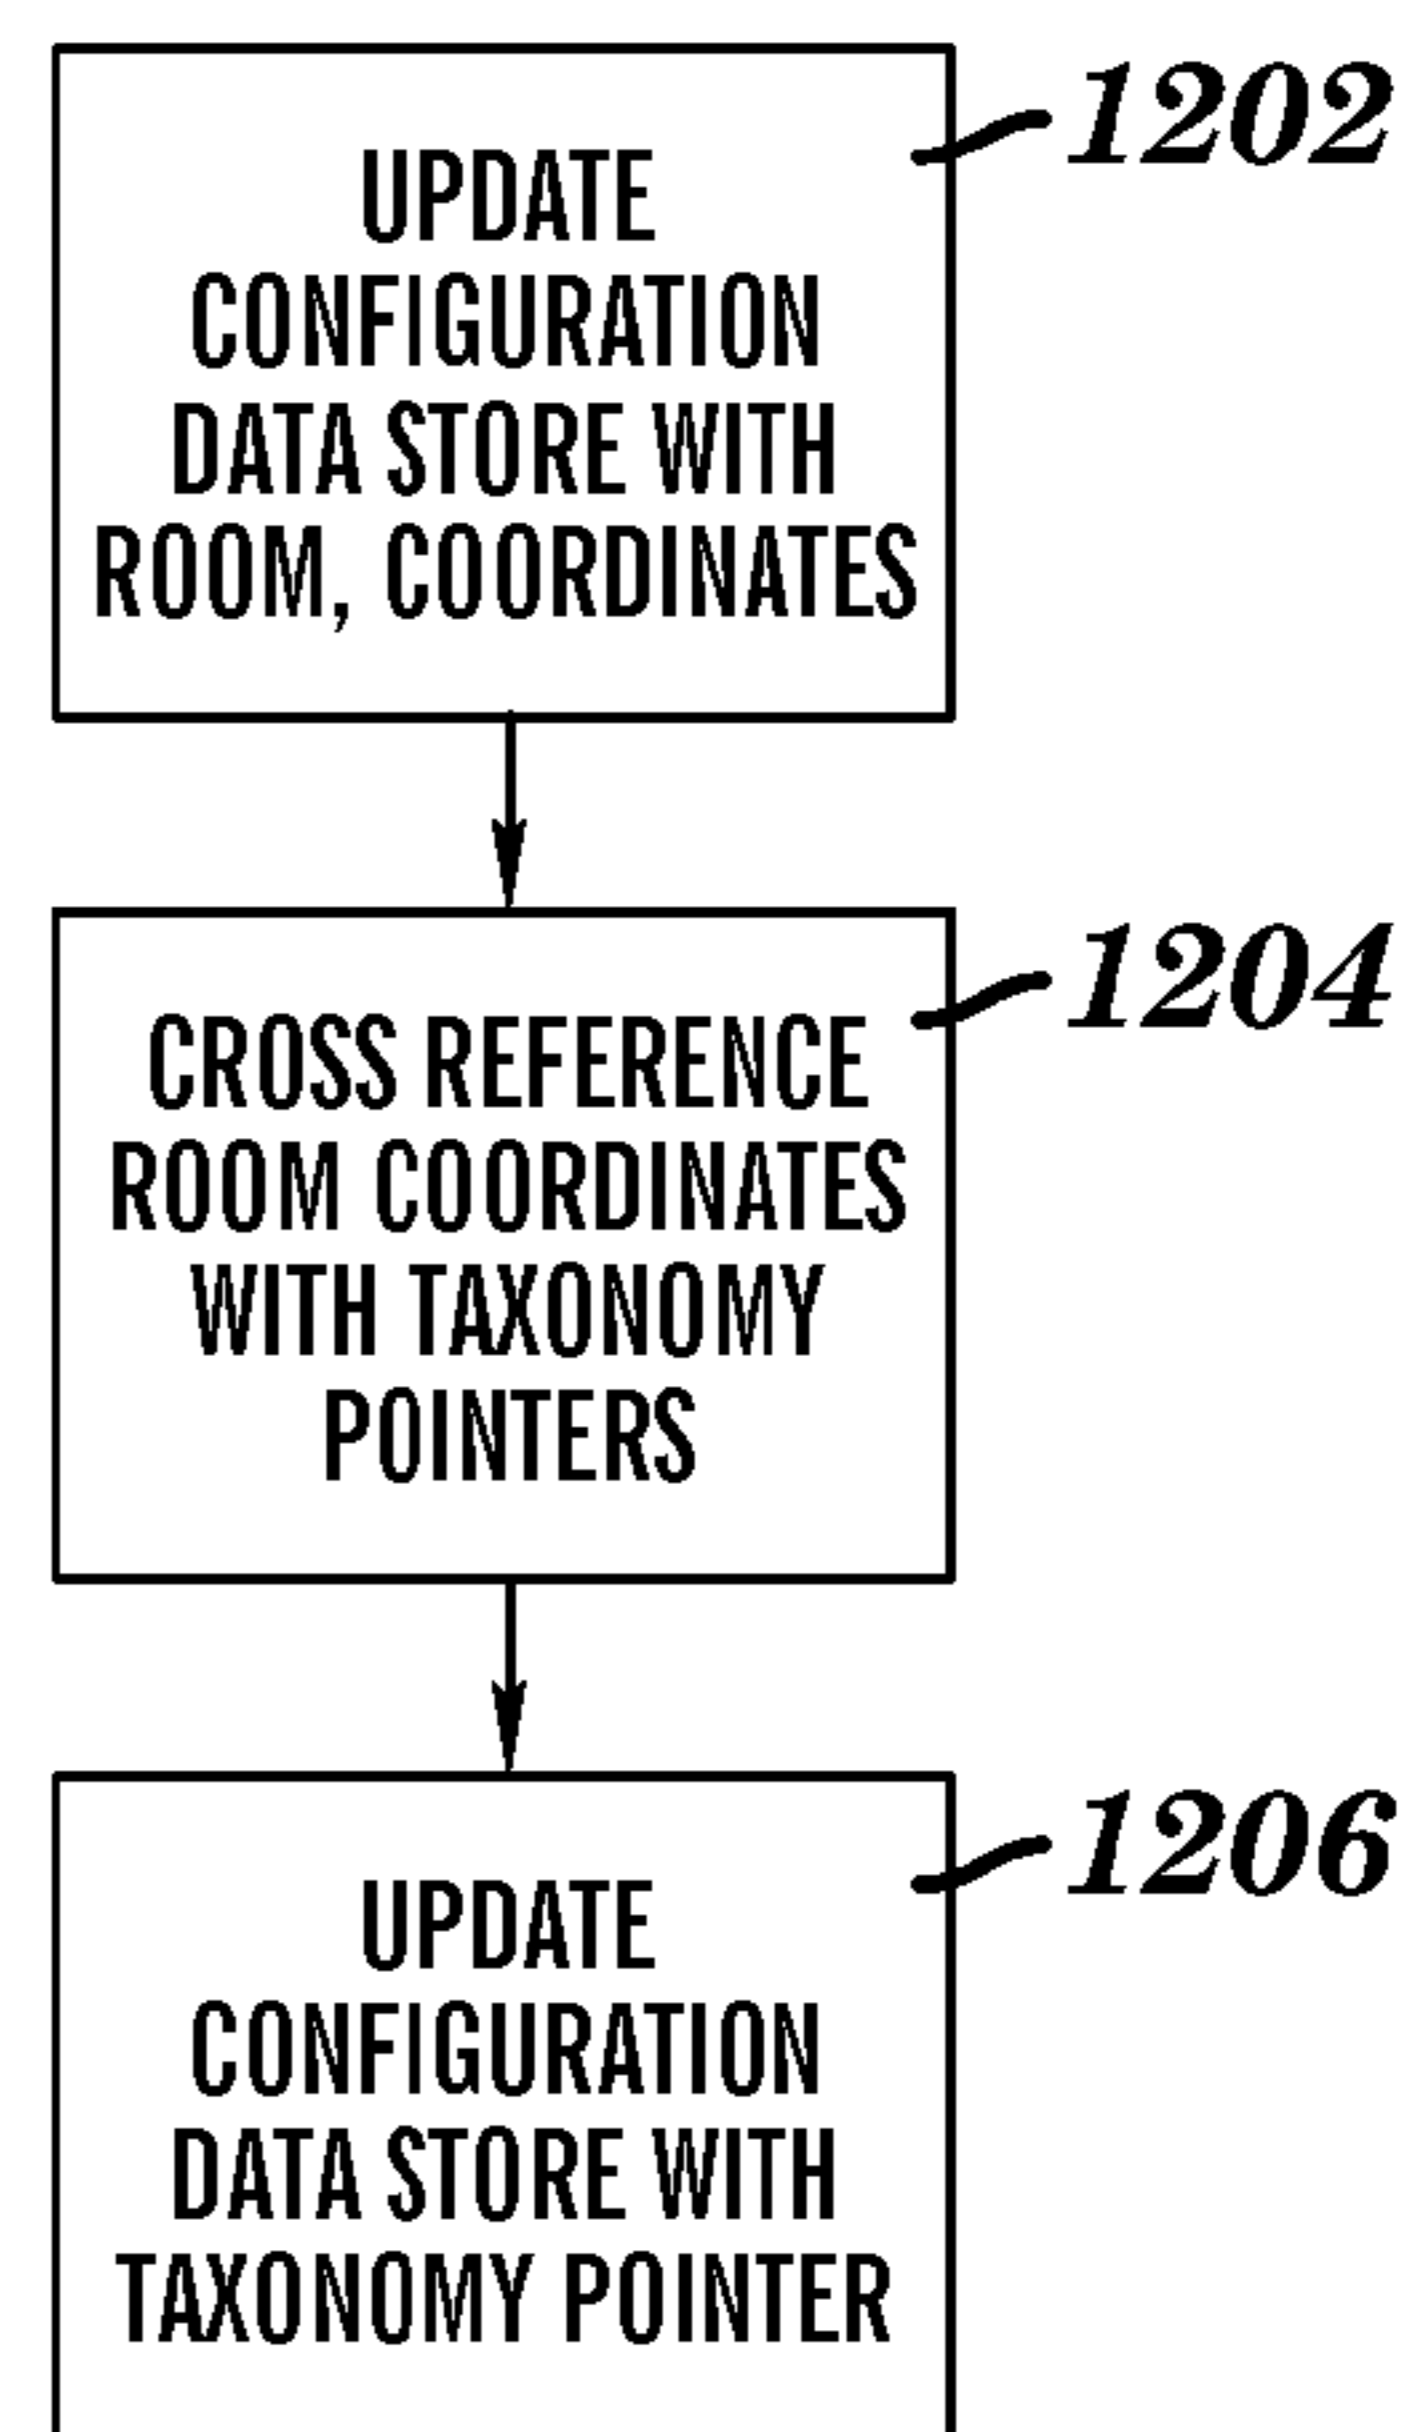 1202
UPDATE
CONFIGURATION
DATA STORE WITH
ROOM, COORDINATES
1204
CROSS REFERENCE
ROOM COORDINATES
WITH TAXONOMY
POINTERS
1206
UPDATE
CONFIGURATION
DATA STORE WITH
TAXONOMY POINTER